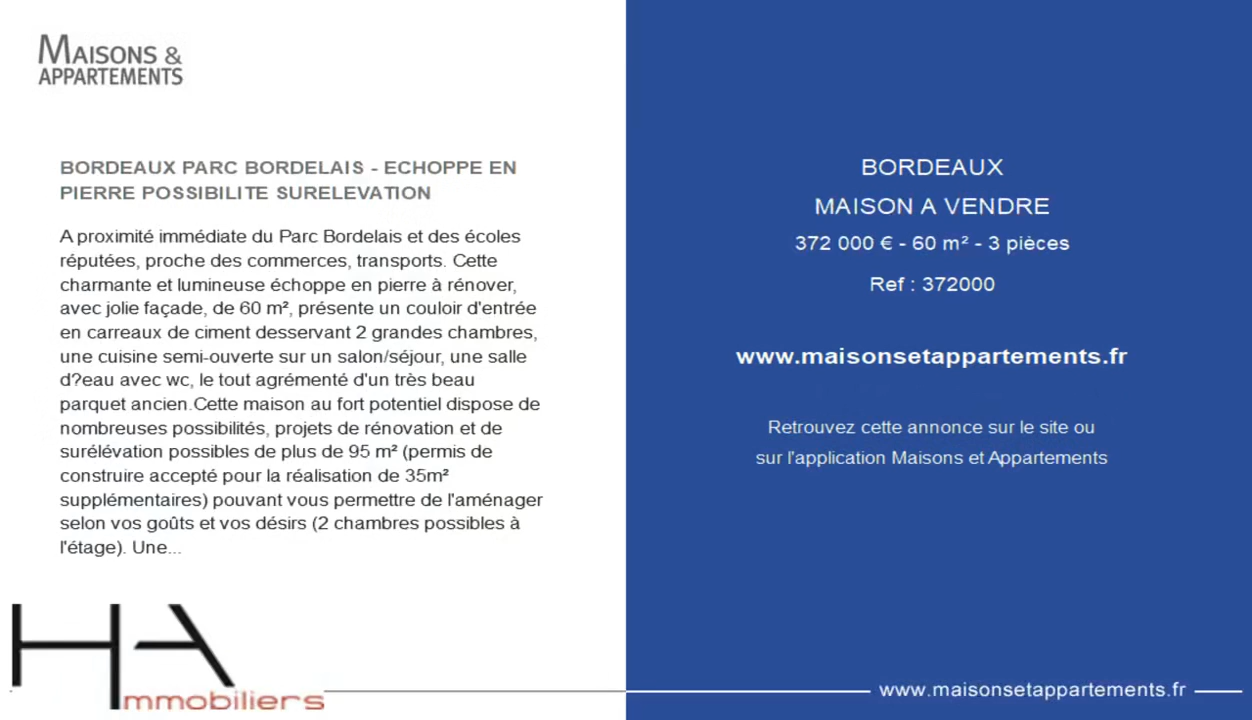 MAISONS &
APPARTEMENTS
BORDEAUX PARC BORDELAIS - ECHOPPE EN
PIERRE POSSIBILITE SURELEVATION
A proximité immédiate du Parc Bordelais et des écoles
réputées, proche des commerces, transports. Cette
charmante et lumineuse échoppe en pierre à rénover,
avec jolie façade, de 60 m², présente un couloir d'entrée
en carreaux de ciment desservant 2 grandes chambres,
une cuisine semi-ouverte sur un salon/séjour, une salle
d?eau avec wc, le tout agrémenté d'un très beau
parquet ancien.Cette maison au fort potentiel dispose de
nombreuses possibilités, projets de rénovation et de
surélévation possibles de plus de 95 m² (permis de
construire accepté pour la réalisation de 35m²
supplémentaires) pouvant vous permettre de l'aménager
selon vos goûts et vos désirs (2 chambres possibles à
l'étage). Une...
HA
Immobiliers
BORDEAUX
MAISON A VENDRE
372 000 € - 60 m² - 3 pièces
Ref : 372000
www.maisonsetappartements.fr
Retrouvez cette annonce sur le site ou
sur l'application Maisons et Appartements
www.maisonsetappartements.fr